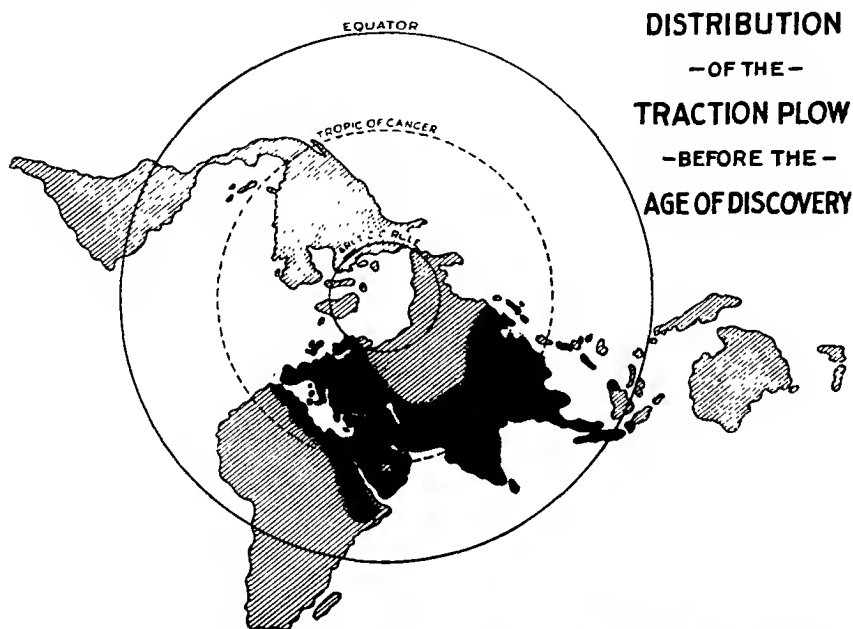 EQUATOR
TROPIC OF CANCER
DISTRIBUTION
-OF THE-
TRACTION PLOW
-BEFORE THE-
AGE OF DISCOVERY